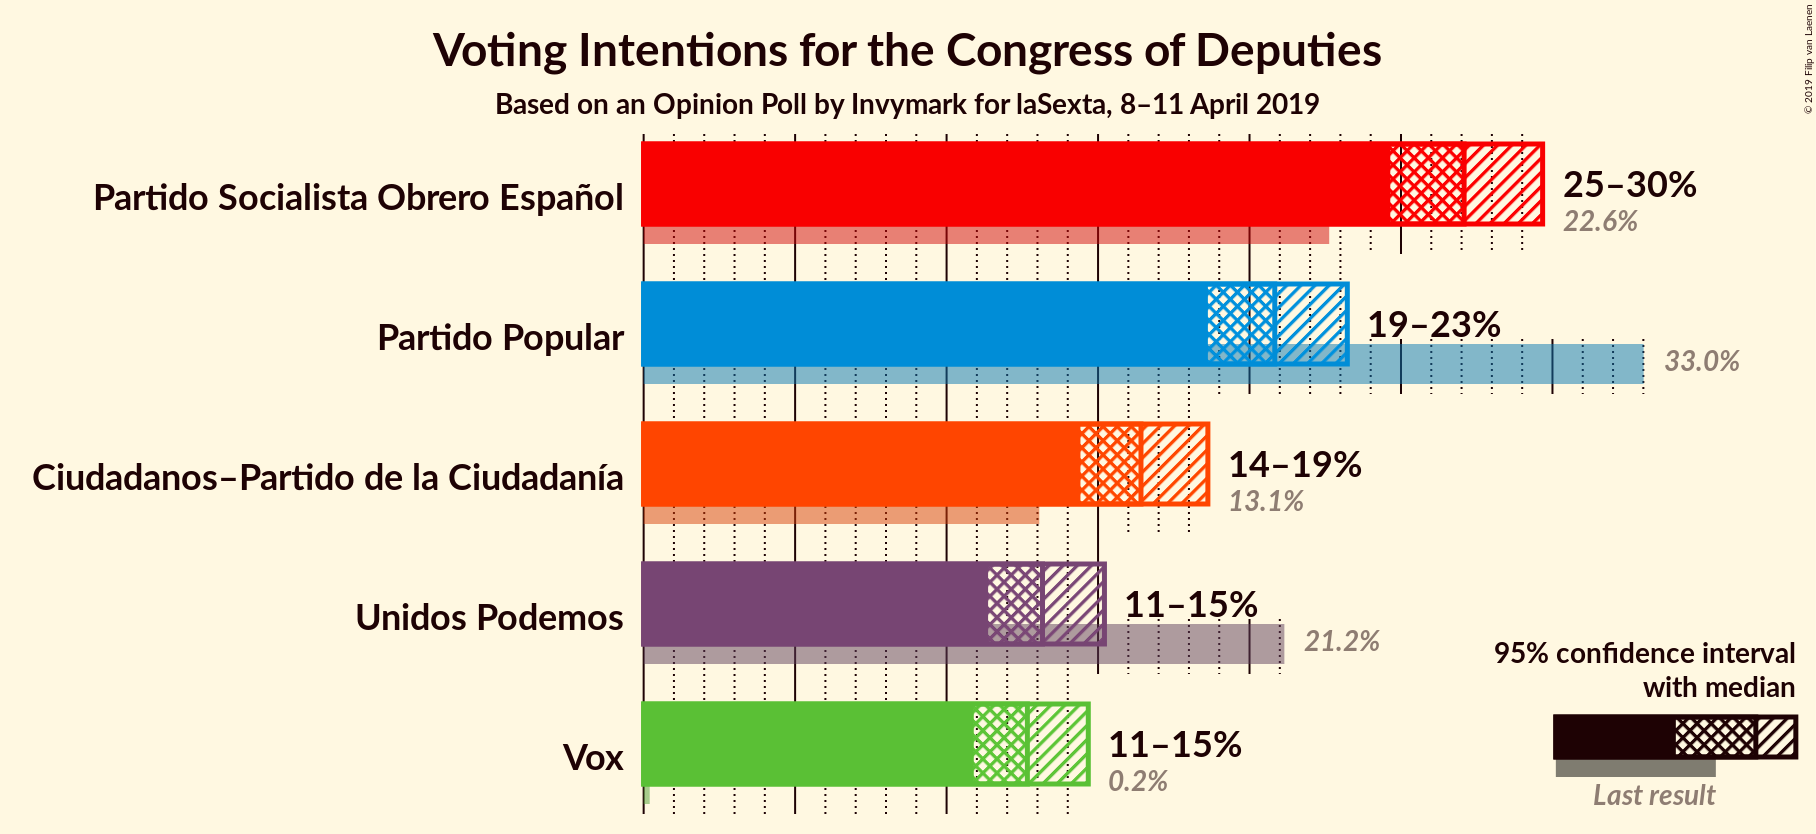 Voting Intentions for the Congress of Deputies
Based on an Opinion Poll by Invymark for laSexta, 8–11 April 2019
© 2019 Filip van Laenen
Partido Socialista Obrero Español
25–30%
22.6%
Partido Popular
19–23%
33.0%
Ciudadanos–Partido de la Ciudadanía
14–19%
13.1%
Unidos Podemos
11–15%
21.2%
Vox
11–15%
0.2%
95% confidence interval
with median
Last result